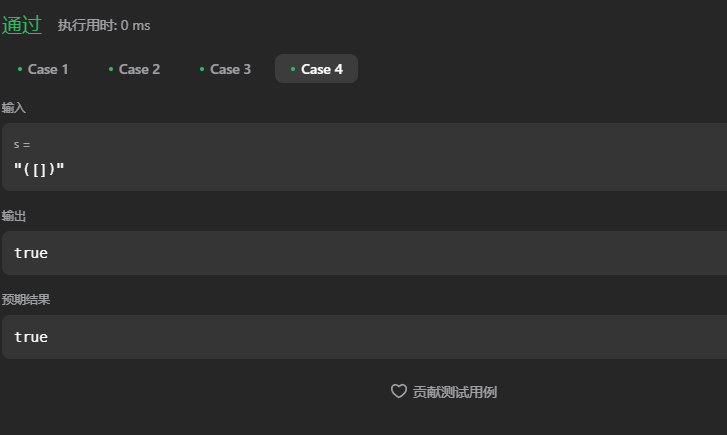 通过 执行用时: 0 ms
Case 1 Case 2 Case 3 Case 4
输入
s =
"([])"
输出
true
预期结果
true
贡献测试用例